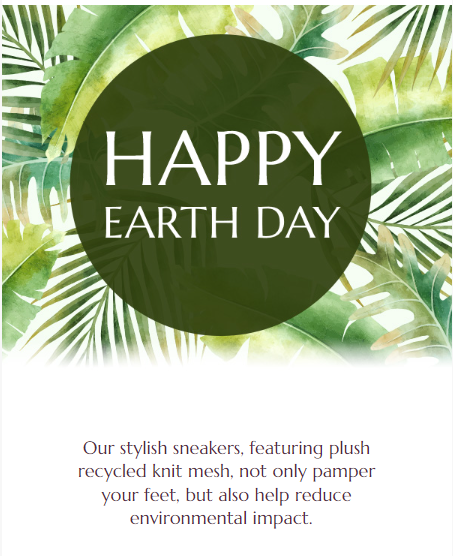 HAPPY
EARTH DAY
Our stylish sneakers, featuring plush
recycled knit mesh, not only pamper
your feet, but also help reduce
environmental impact.